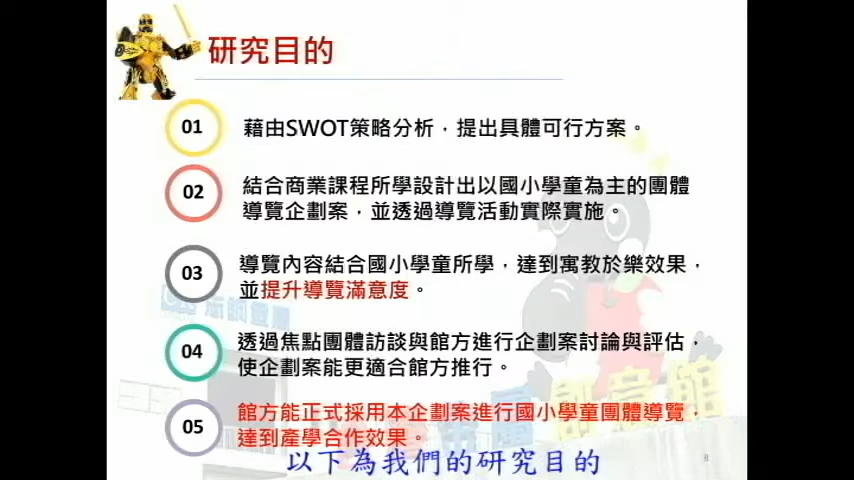 研究目的
01
藉由SWOT策略分析，提出具體可行方案。
02
結合商業課程所學設計出以國小學童為主的團體
導覽企劃案，並透過導覽活動實際實施。
03
導覽內容結合國小學童所學，達到寓教於樂效果，
並提升導覽滿意度。
04
透過焦點團體訪談與館方進行企劃案討論與評估，
使企劃案能更適合館方推行。
05
館方能正式採用本企劃案進行國小學童團體導覽，
達到產學合作效果。
以下為我們的研究目的
8